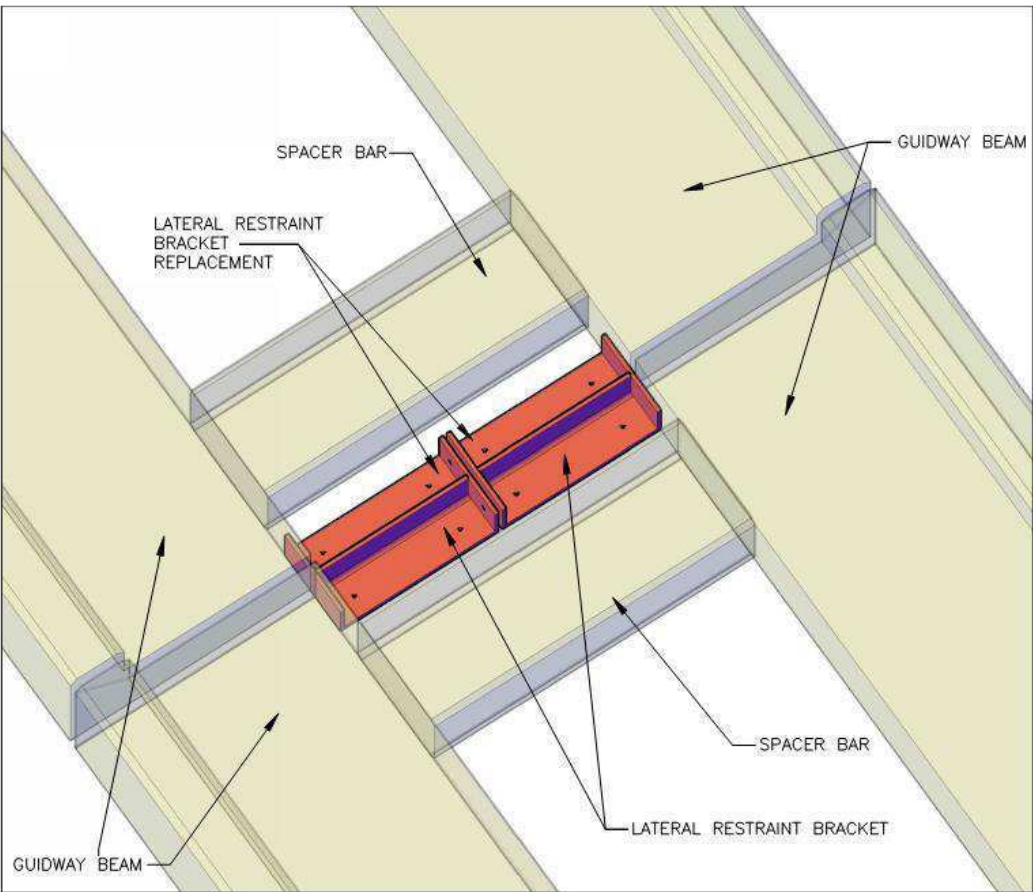 SPACER BAR
GUIDWAY BEAM
LATERAL RESTRAINT
BRACKET
REPLACEMENT
SPACER BAR
LATERAL RESTRAINT BRACKET
GUIDWAY BEAM